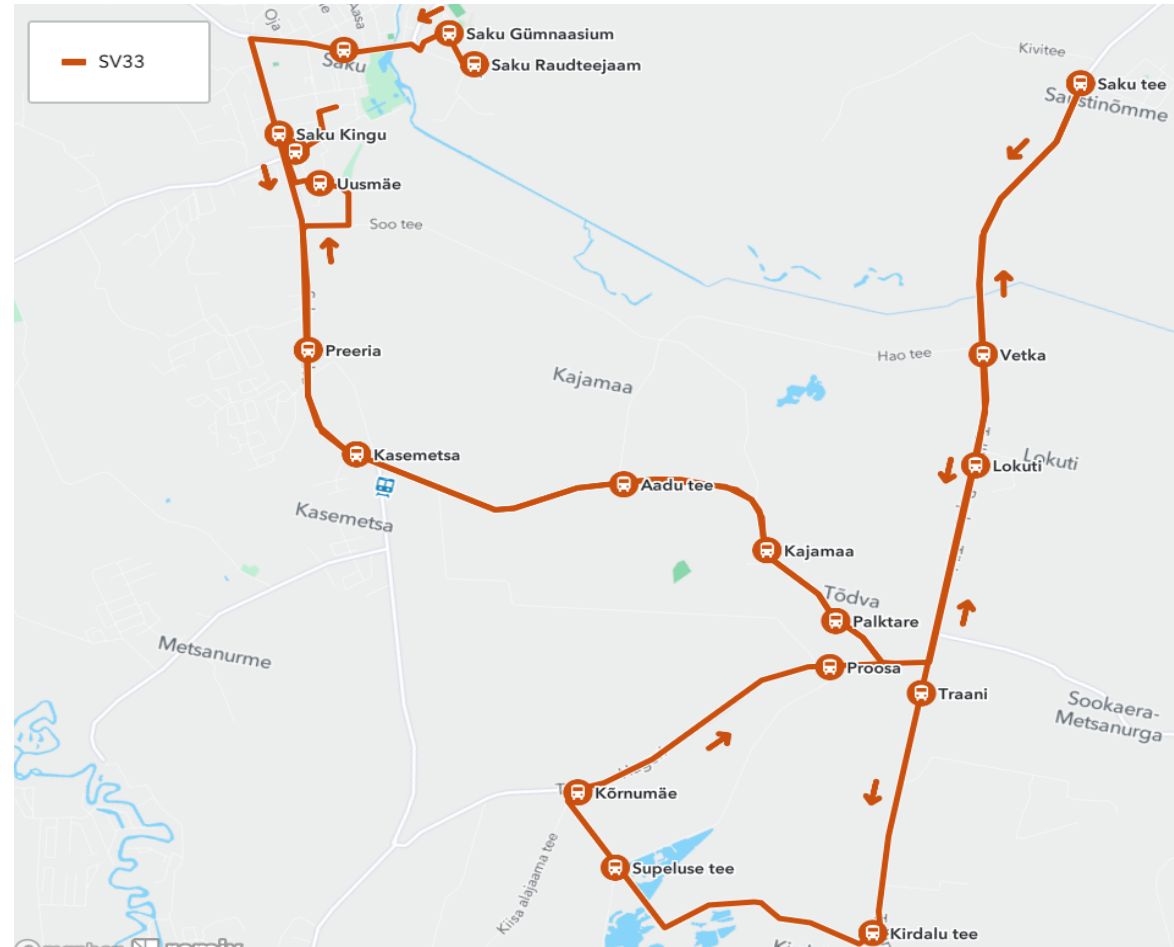 SV33
Oja
Aasa
Saku Gümnaasium
Saku
Saku Raudteejaam
Kivitee
Saku tee
Saku Kingu
Uusmäe
Soo tee
Preeria
Hao tee
Vetka
Kajamaa
Kasemetsa
Lokuti
Lokuti
Aadu tee
Kasemetsa
Kajamaa
Tõdva
Palktare
Metsanurme
Proosa
Traani
Sookaera-
Metsanurga
Kõrnumäe
Kiisa alajaama tee
Supeluse tee
Kirdalu tee